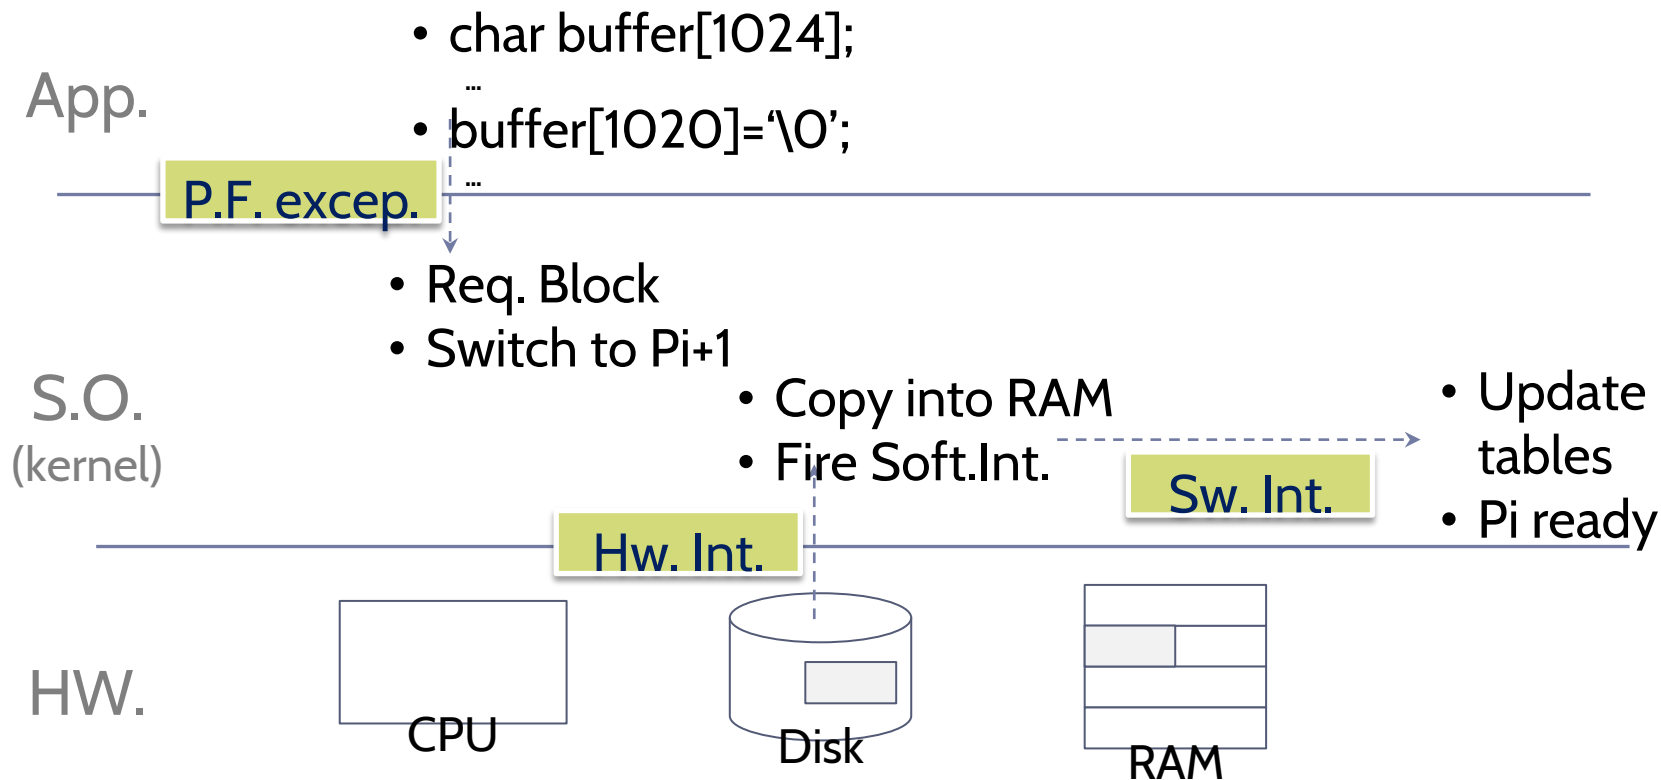 • char buffer[1024];
...
App.
• buffer[1020]='\0';
...
P.F. excep.
• Req. Block
• Switch to Pi+1
S.O.
(kernel)
• Copy into RAM
• Fire Soft.Int.
Sw. Int.
• Update
tables
• Pi ready
Hw. Int.
HW.
CPU
Disk
RAM